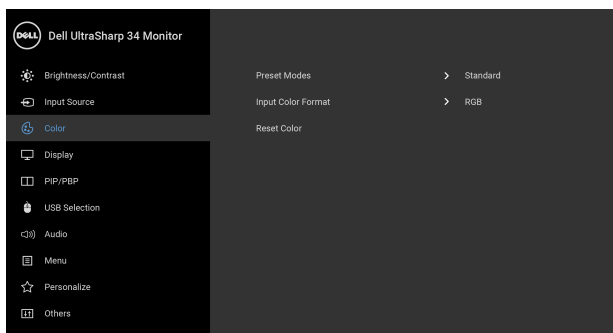 DELL Dell UltraSharp 34 Monitor
Brightness/Contrast
Input Source
Color
Display
PIP/PBP
USB Selection
Audio
Menu
Personalize
Others
Preset Modes > Standard
Input Color Format > RGB
Reset Color